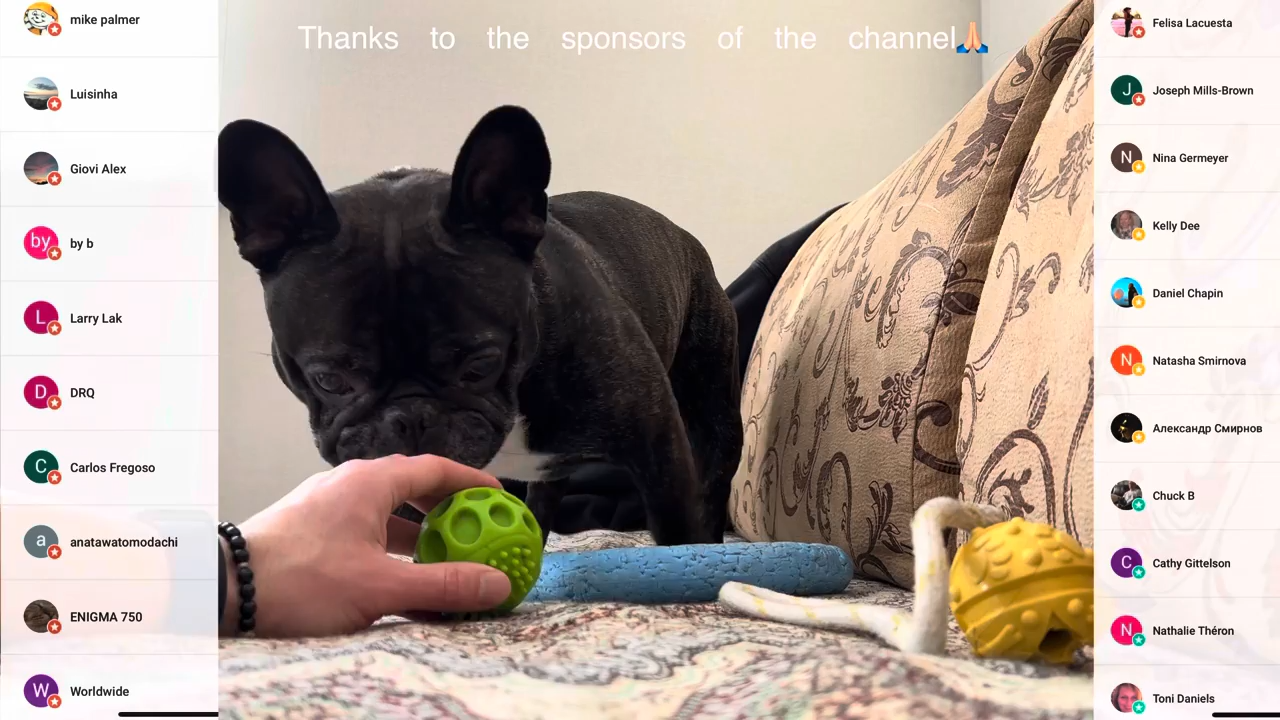 Thanks to the sponsors of the channel🙏🏻
mike palmer
Luisinha
Giovi Alex
by
by b
L
Larry Lak
D
DRQ
C
Carlos Fregoso
a
anatawatomodachi
ENIGMA 750
W
Worldwide
Felisa Lacuesta
J
Joseph Mills-Brown
N
Nina Germeyer
Kelly Dee
Daniel Chapin
N
Natasha Smirnova
Александр Смирнов
Chuck B
C
Cathy Gittelson
N
Nathalie Théron
Toni Daniels